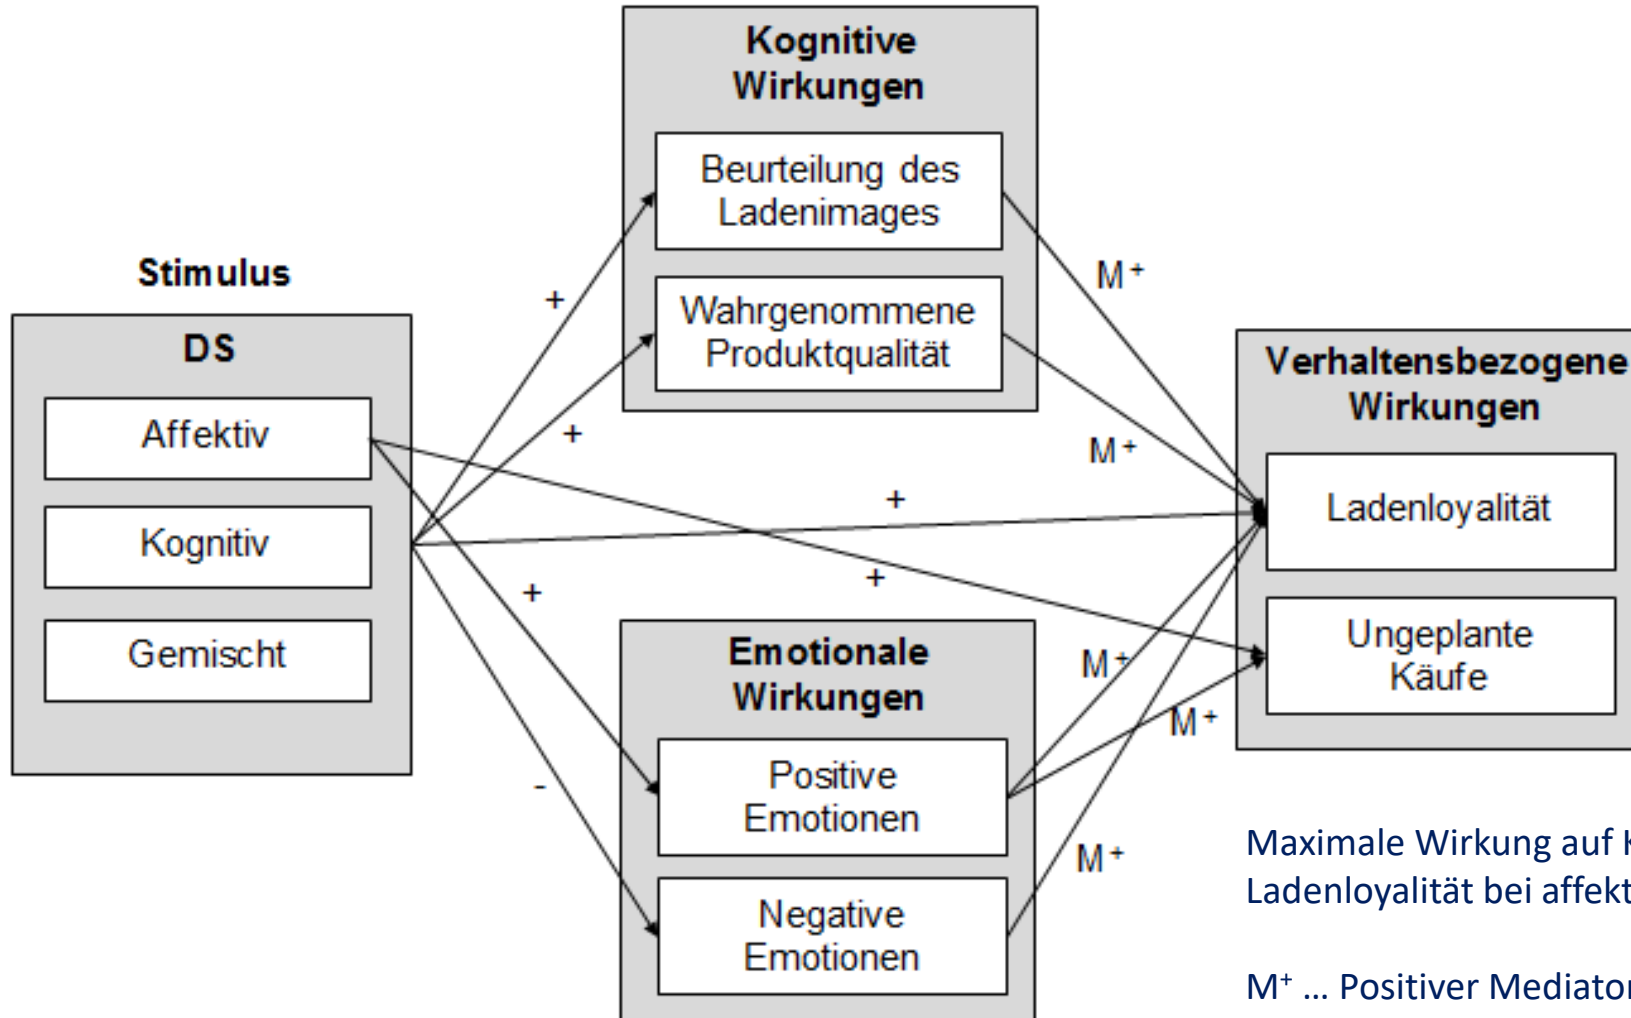 Kognitive
Wirkungen
Beurteilung des
Ladenimages
Wahrgenommene
Produktqualität
Stimulus
DS
Affektiv
Kognitiv
Gemischt
+
+
+
+
+
-
M+
M+
M+
M+
M+
Emotionale
Wirkungen
Positive
Emotionen
Negative
Emotionen
Verhaltensbezogene
Wirkungen
Ladenloyalität
Ungeplante
Käufe
Maximale Wirkung auf
Ladenloyalität bei
M+ ... Positiver Mediator